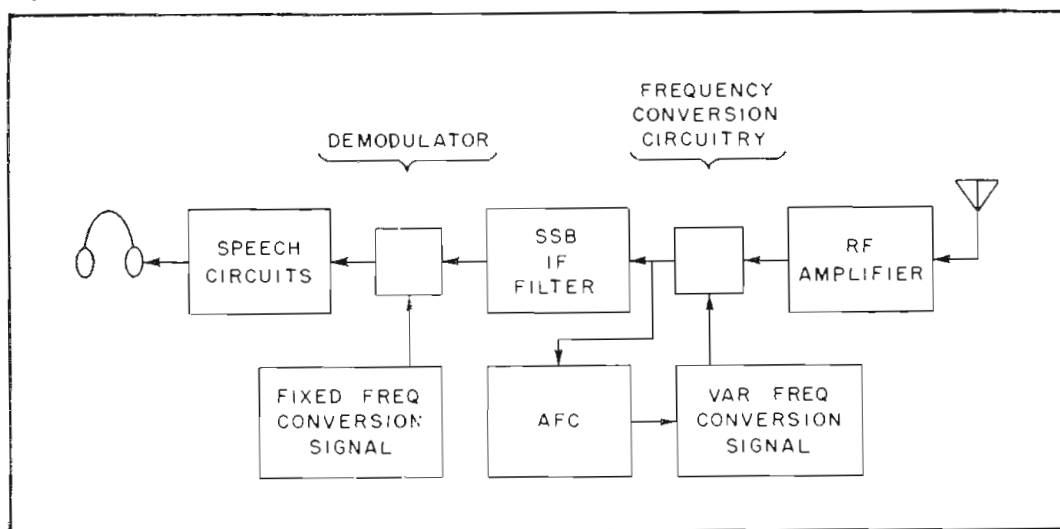 FREQUENCY
CONVERSION
CIRCUITRY
DEMODULATOR
SPEECH
CIRCUITS
SSB
IF
FILTER
RF
AMPLIFIER
FIXED FREQ
CONVERSION
SIGNAL
AFC
VAR FREQ
CONVERSION
SIGNAL